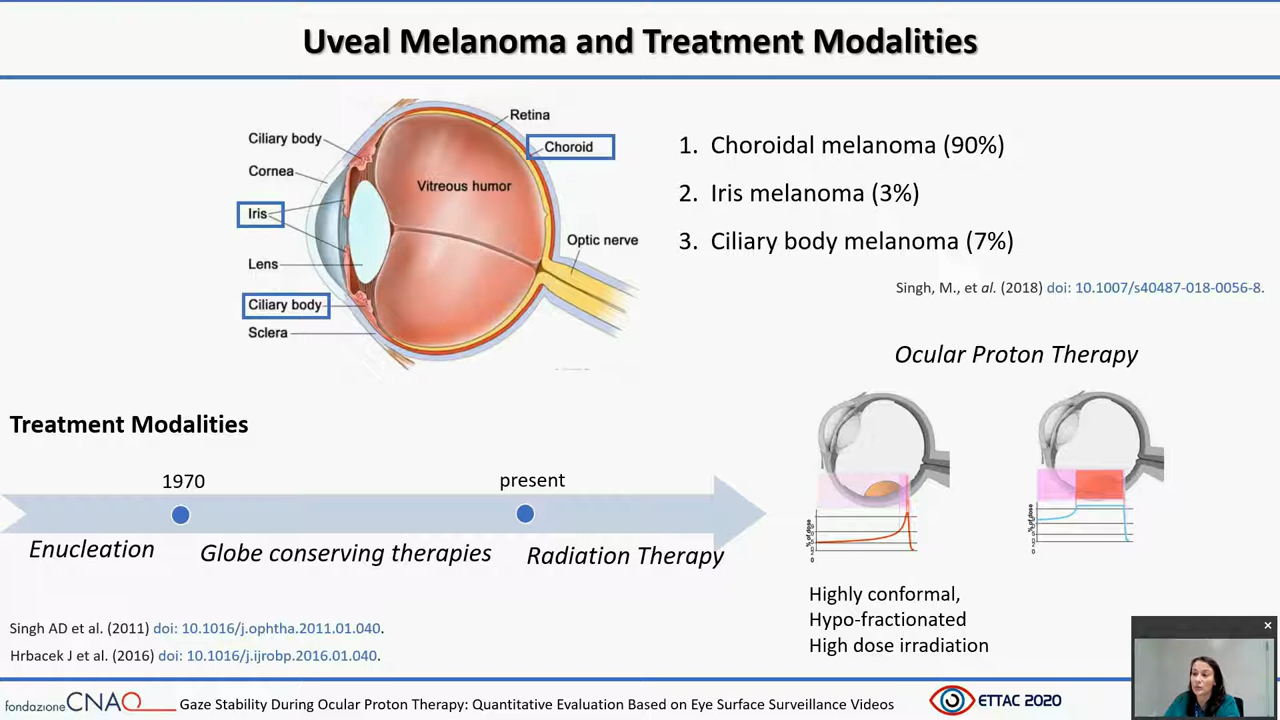 Uveal Melanoma and Treatment Modalities
Ciliary body
Cornea
Iris
Lens
Ciliary body
Sclera
Retina
Choroid
Vitreous humor
Optic nerve
1. Choroidal melanoma (90%)
2. Iris melanoma (3%)
3. Ciliary body melanoma (7%)
Singh, M., et al. (2018) doi: 10.1007/s40487-018-0056-8.
Ocular Proton Therapy
Treatment Modalities
1970
present
Enucleation
Globe conserving therapies
Radiation Therapy
% of dose
% of dose
Highly conformal,
Hypo-fractionated
High dose irradiation
Singh AD et al. (2011) doi: 10.1016/j.ophtha.2011.01.040.
Hrbacek J et al. (2016) doi: 10.1016/j.ijrobp.2016.01.040.
fondazione CNAO
Gaze Stability During Ocular Proton Therapy: Quantitative Evaluation Based on Eye Surface Surveillance Videos
ETTAC 2020